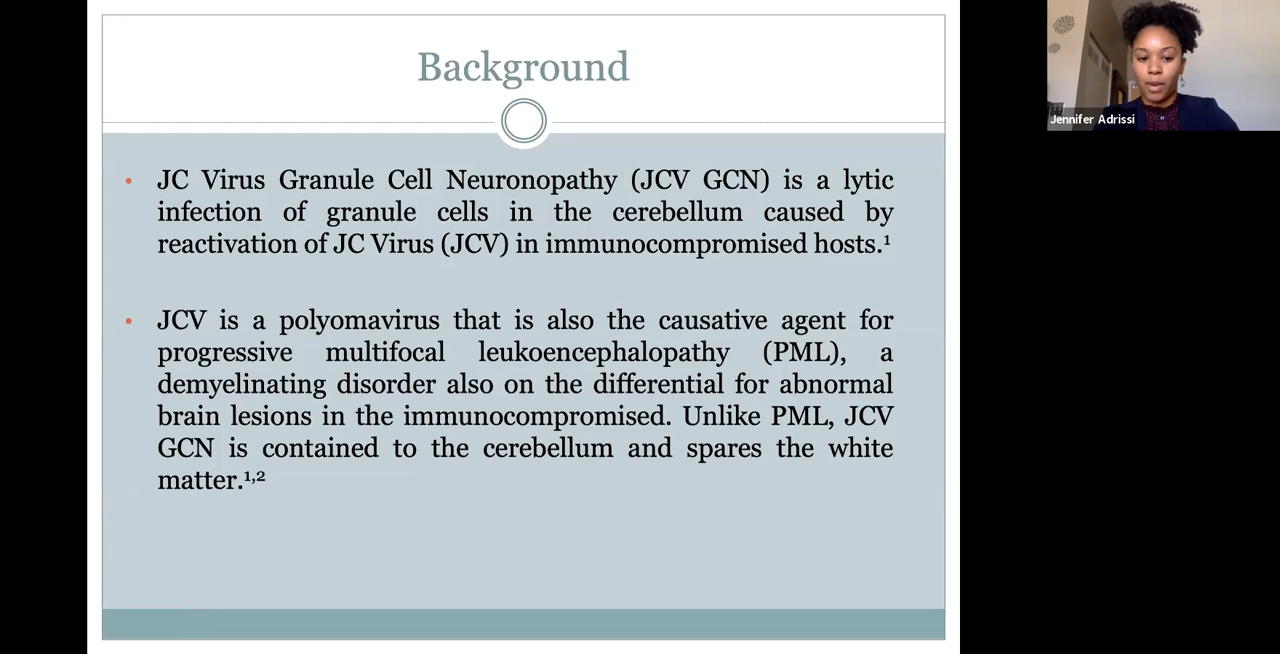 Background
• JC Virus Granule Cell Neuronopathy (JCV GCN) is a lytic
infection of granule cells in the cerebellum caused by
reactivation of JC Virus (JCV) in immunocompromised hosts.¹
• JCV is a polyomavirus that is also the causative agent for
progressive multifocal leukoencephalopathy (PML), a
demyelinating disorder also on the differential for abnormal
brain lesions in the immunocompromised. Unlike PML, JCV
GCN is contained to the cerebellum and spares the white
matter.¹,²
Jennifer Adrissi